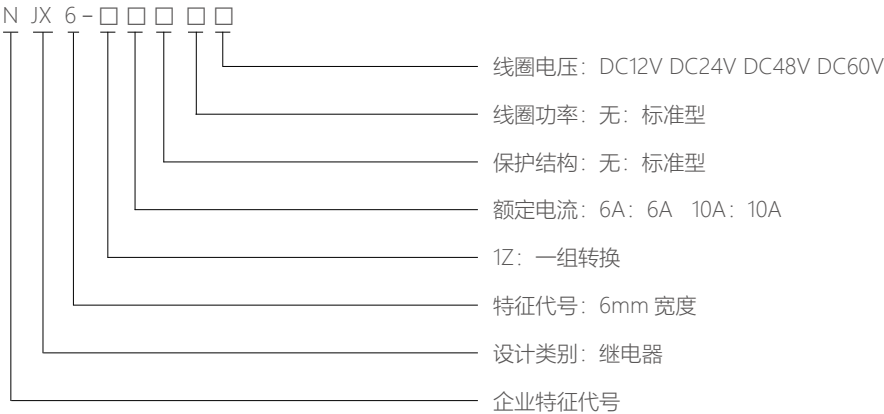 N JX 6-□□□ □□
线圈电压：DC12V DC24V DC48V DC60V
线圈功率：无：标准型
保护结构：无：标准型
额定电流：6A：6A 10A：10A
1Z：一组转换
特征代号：6mm 宽度
设计类别：继电器
企业特征代号